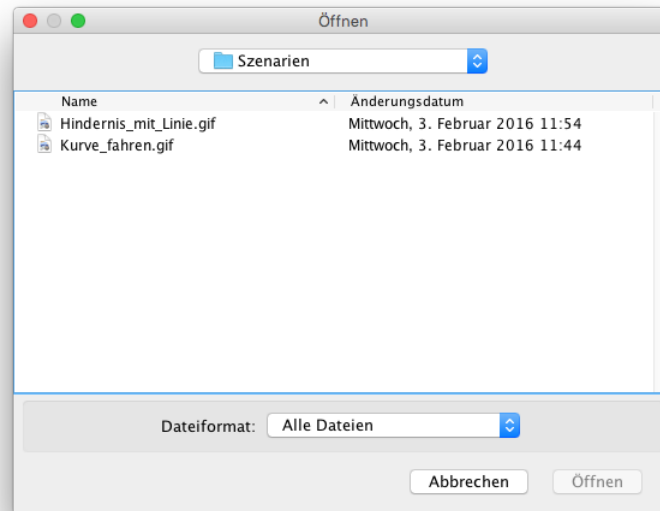 Öffnen
Szenarien
Name Änderungsdatum
Hindernis_mit_Linie.gif Mittwoch, 3. Februar 2016 11:54
Kurve_fahren.gif Mittwoch, 3. Februar 2016 11:44
Dateiformat: Alle Dateien
Abbrechen Öffnen